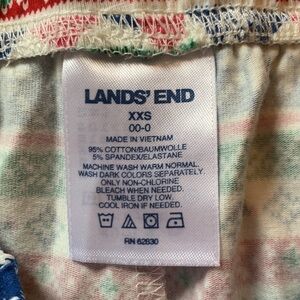 LANDS' END
XXS
00-0
MADE IN VIETNAM
95% COTTON/BAUMWOLLE
5% SPANDEX/ELASTANE
MACHINE WASH WARM NORMAL.
WASH DARK COLORS SEPARATELY.
ONLY NON-CHLORINE
BLEACH WHEN NEEDED.
TUMBLE DRY LOW.
COOL IRON IF NEEDED.
RN 62830